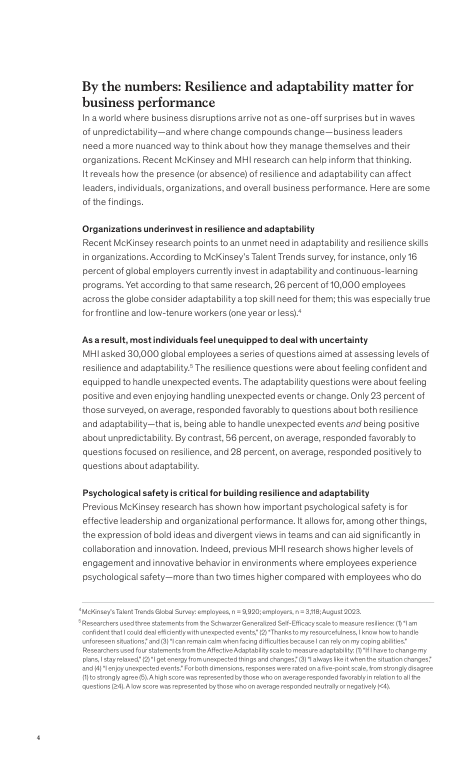 By the numbers: Resilience and adaptability matter for
business performance
In a world where business disruptions arrive not as one-off surprises but in waves
of unpredictability—and where change compounds change—business leaders
need a more nuanced way to think about how they manage themselves and their
organizations. Recent McKinsey and MHI research can help inform that thinking.
It reveals how the presence (or absence) of resilience and adaptability can affect
leaders, individuals, organizations, and overall business performance. Here are some
of the findings.
Organizations underinvest in resilience and adaptability
Recent McKinsey research points to an unmet need in adaptability and resilience skills
in organizations. According to McKinsey's Talent Trends survey, for instance, only 16
percent of global employers currently invest in adaptability and continuous-learning
programs. Yet according to that same research, 26 percent of 10,000 employees
across the globe consider adaptability a top skill need for them; this was especially true
for frontline and low-tenure workers (one year or less).⁴
As a result, most individuals feel unequipped to deal with uncertainty
MHI asked 30,000 global employees a series of questions aimed at assessing levels of
resilience and adaptability.⁵ The resilience questions were about feeling confident and
equipped to handle unexpected events. The adaptability questions were about feeling
positive and even enjoying handling unexpected events or change. Only 23 percent of
those surveyed, on average, responded favorably to questions about both resilience
and adaptability—that is, being able to handle unexpected events and being positive
about unpredictability. By contrast, 56 percent, on average, responded favorably to
questions focused on resilience, and 28 percent, on average, responded positively to
questions about adaptability.
Psychological safety is critical for building resilience and adaptability
Previous McKinsey research has shown how important psychological safety is for
effective leadership and organizational performance. It allows for, among other things,
the expression of bold ideas and divergent views in teams and can aid significantly in
collaboration and innovation. Indeed, previous MHI research shows higher levels of
engagement and innovative behavior in environments where employees experience
psychological safety—more than two times higher compared with employees who do
⁴ McKinsey's Talent Trends Global Survey: employees, n = 9,920; employers, n = 3,118; August 2023.
⁵ Researchers used three statements from the Schwarzer Generalized Self-Efficacy scale to measure resilience: (1) "I am
confident that I could deal efficiently with unexpected events," (2) "Thanks to my resourcefulness, I know how to handle
unforeseen situations," and (3) "I can remain calm when facing difficulties because I can rely on my coping abilities."
Researchers used four statements from the Affective Adaptability scale to measure adaptability: (1) "If I have to change my
plans, I stay relaxed," (2) "I get energy from unexpected things and changes," (3) "I always like it when the situation changes,"
and (4) "I enjoy unexpected events." For both dimensions, responses were rated on a five-point scale, from strongly disagree
(1) to strongly agree (5). A high score was represented by those who on average responded favorably in relation to all the
questions (≥4). A low score was represented by those who on average responded neutrally or negatively (<4).
4